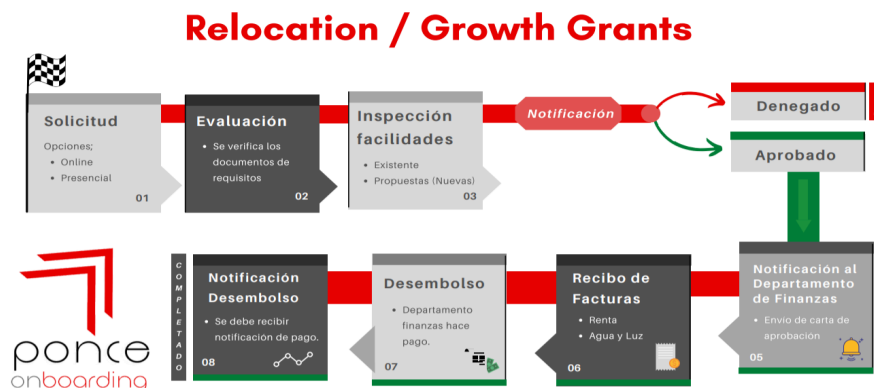 Relocation / Growth Grants
Solicitud
Opciones;
• Online
• Presencial
01
Evaluación
• Se verifica los
documentos de
requisitos
02
Inspección
facilidades
• Existente
• Propuestas (Nuevas)
03
Notificación
Denegado
Aprobado
Notificación al
Departamento
de Finanzas
• Envío de carta de
aprobación
05
Recibo de
Facturas
• Renta
• Agua y Luz
06
Desembolso
• Departamento
finanzas hace
pago.
07
Notificación
Desembolso
• Se debe recibir
notificación de pago.
08
COMPLETADO
ponce
onboarding